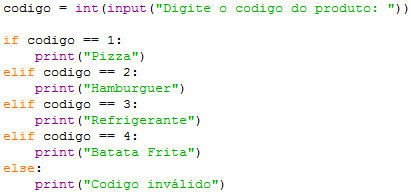 codigo = int(input("Digite o codigo do produto: "))
if codigo == 1:
    print("Pizza")
elif codigo == 2:
    print("Hamburguer")
elif codigo == 3:
    print("Refrigerante")
elif codigo == 4:
    print("Batata Frita")
else:
    print("Codigo inválido")